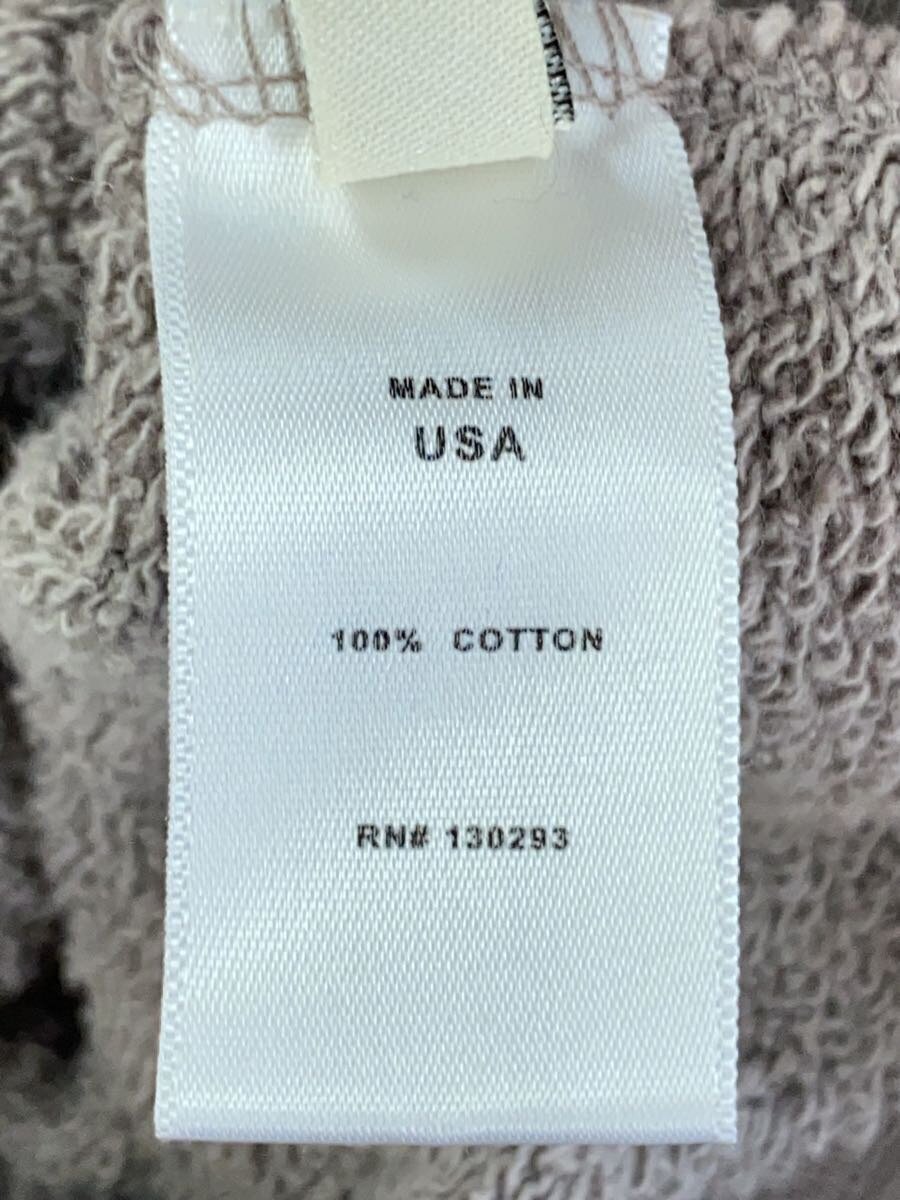 MADE IN
USA
100% COTTON
RN# 130293